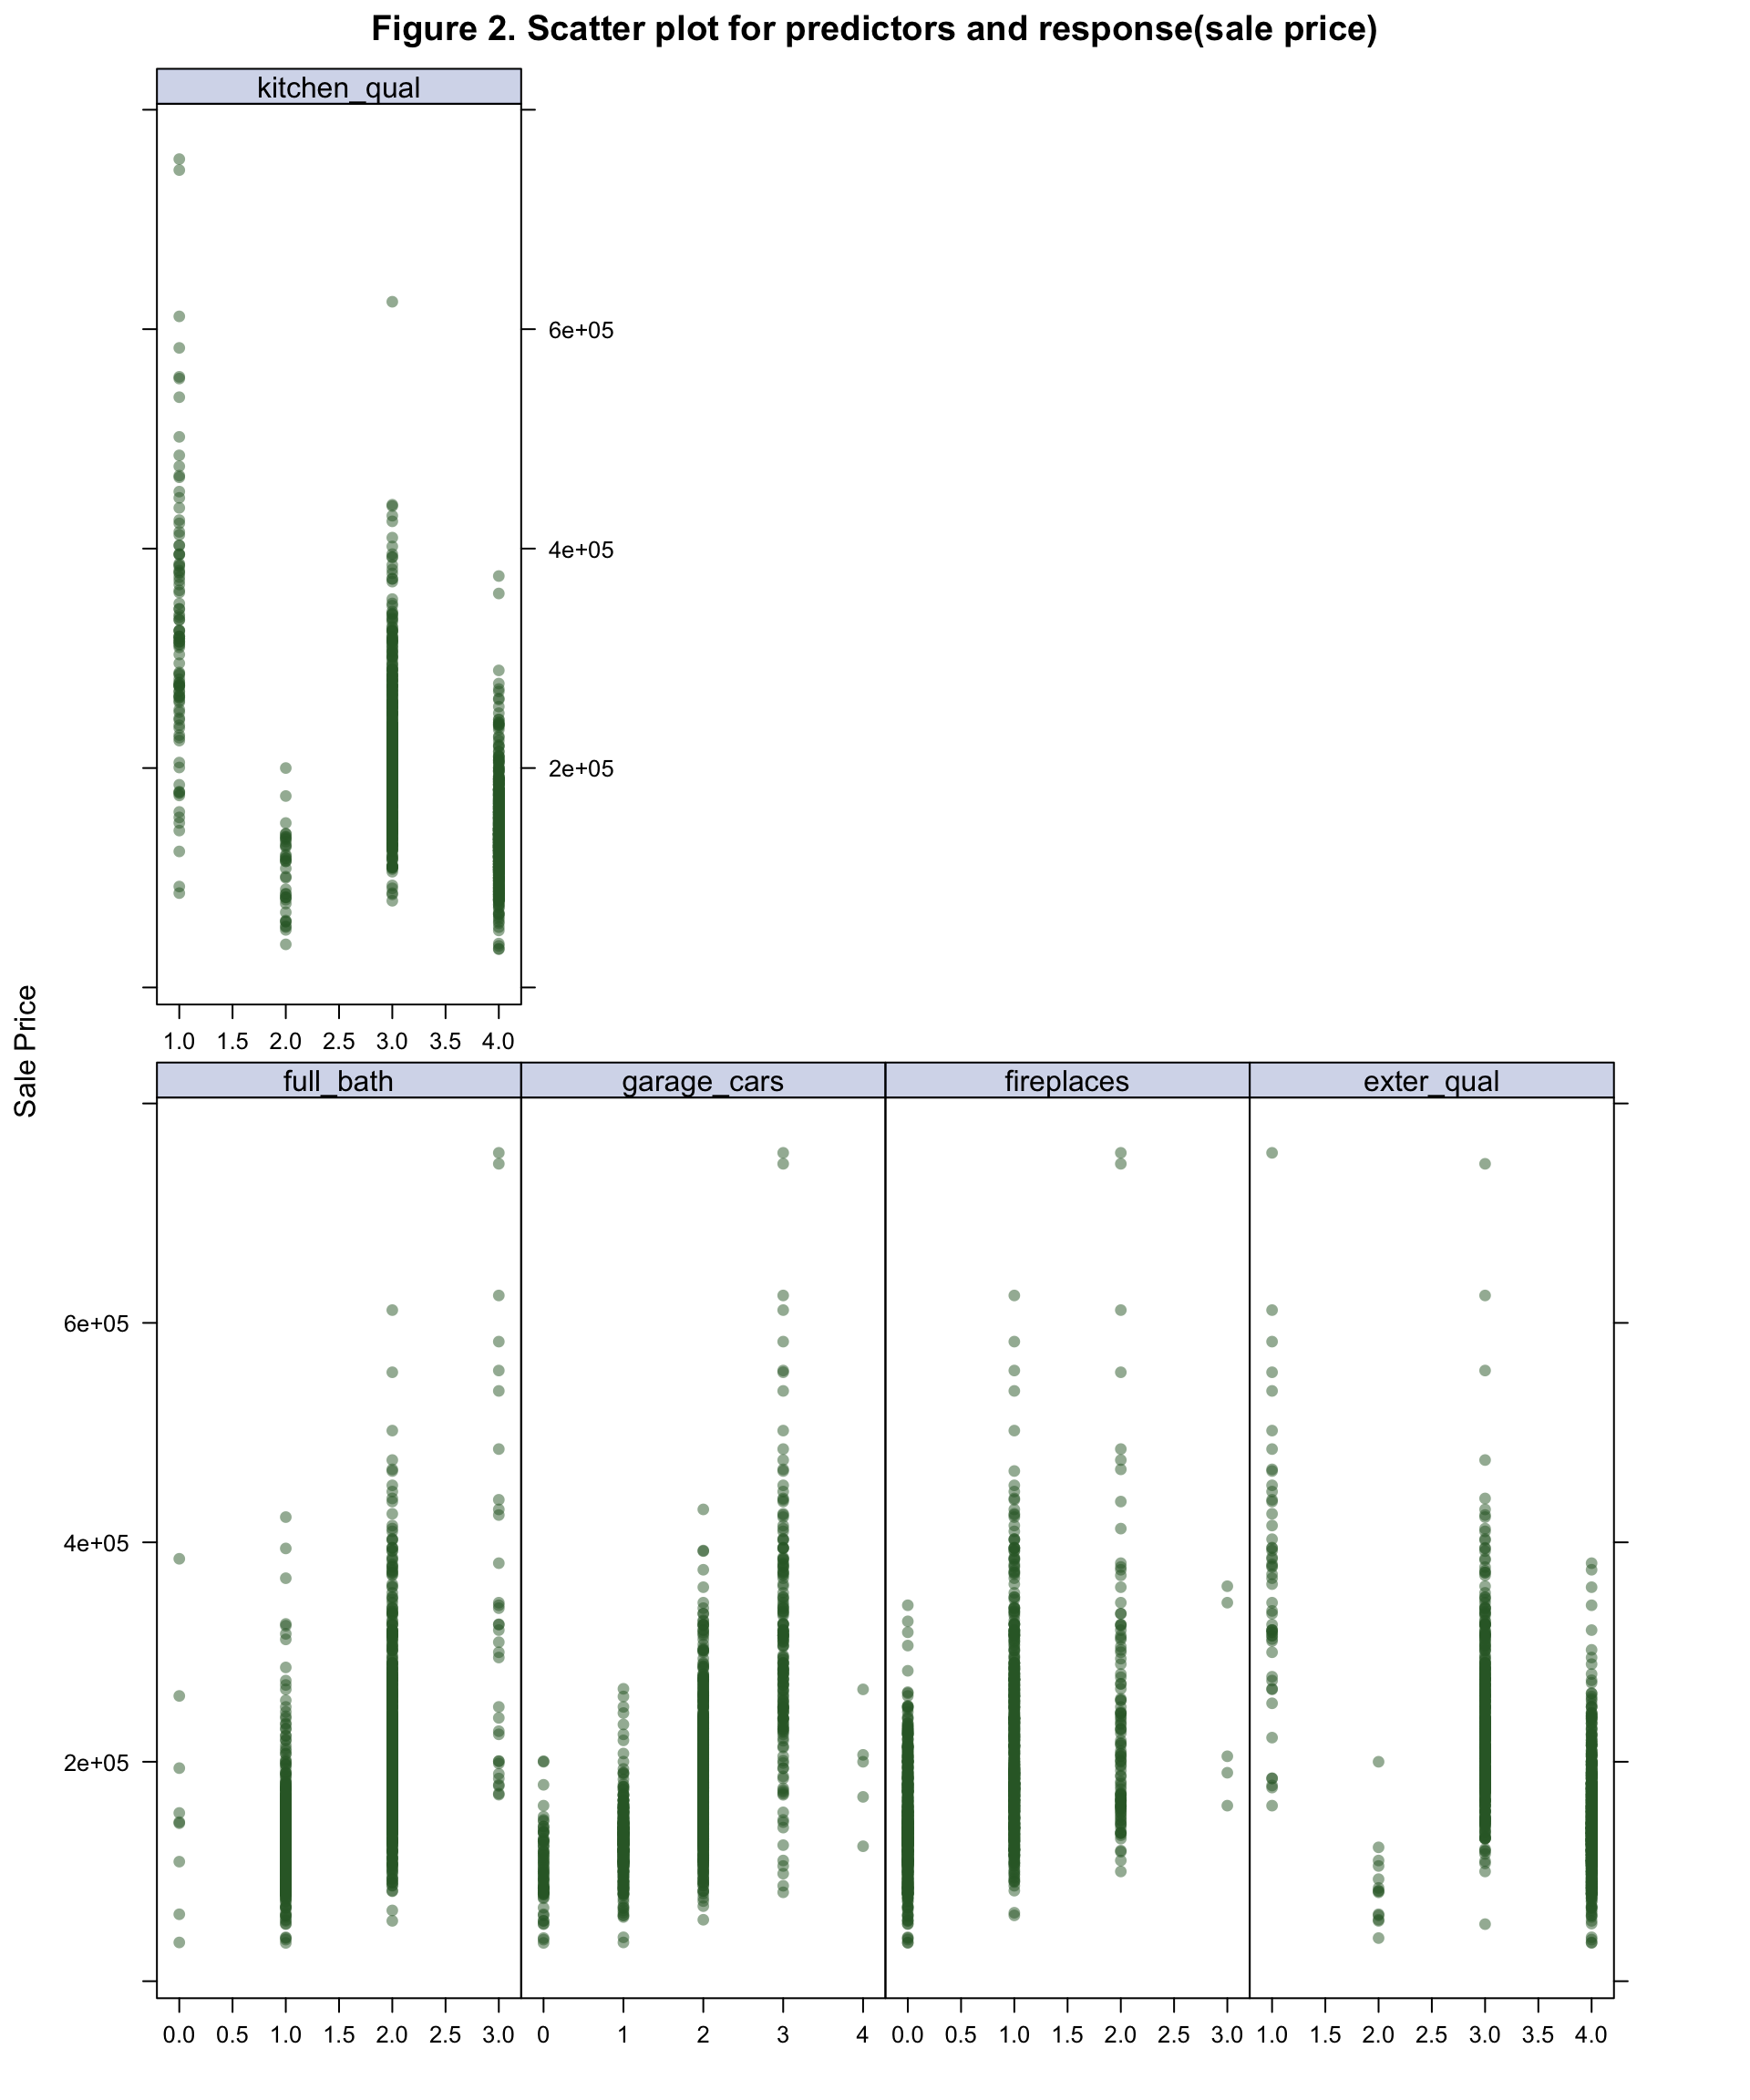 Figure 2. Scatter plot for predictors and response(sale price)
kitchen_qual
6e+05
4e+05
2e+05
1.0 1.5 2.0 2.5 3.0 3.5 4.0
Sale Price
full_bath garage_cars fireplaces exter_qual
6e+05
4e+05
2e+05
0.0 0.5 1.0 1.5 2.0 2.5 3.0 0 1 2 3 4 0.0 0.5 1.0 1.5 2.0 2.5 3.0 1.0 1.5 2.0 2.5 3.0 3.5 4.0